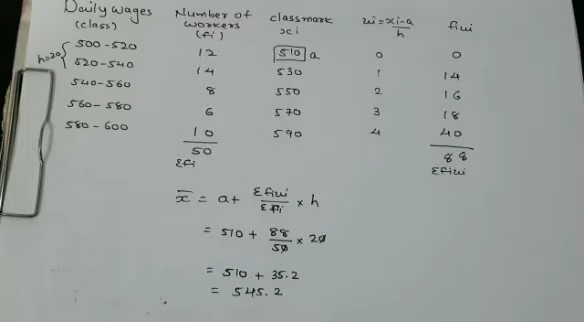 Daily wages Number of classmark ui = xi-a/h fiui
(class) workers xi
(fi)
500-520 12 510 a 0 0
h=20 520-540 14 530 1 14
540-560 8 550 2 16
560-580 6 570 3 18
580-600 10 590 4 40
50 88
Σfi Σfiui
x̄ = a + Σfiui/Σfi × h
= 510 + 88/50 × 20
= 510 + 35.2
= 545.2